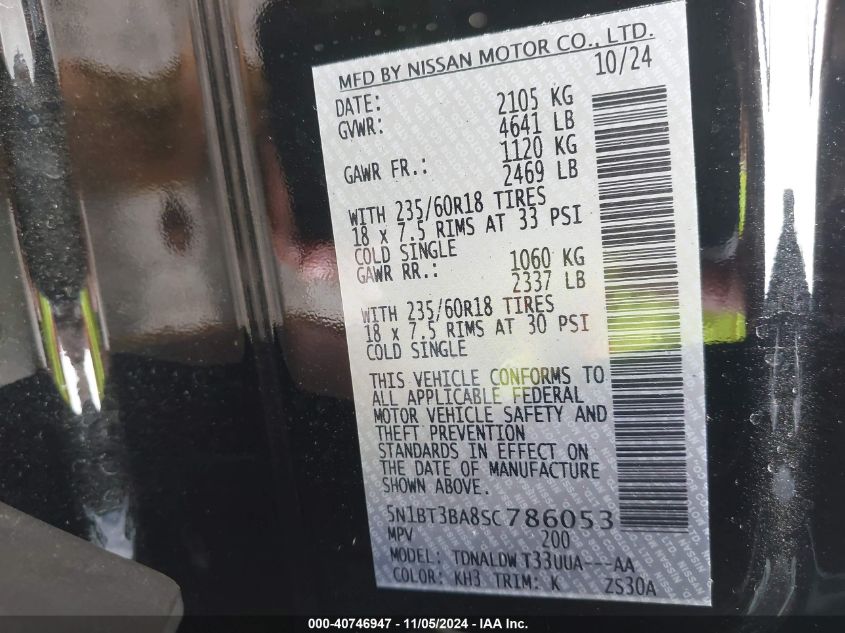 MFD BY NISSAN MOTOR CO., LTD.
DATE: 10/24
GVWR: 2105 KG
4641 LB
GAWR FR.: 1120 KG
2469 LB
WITH 235/60R18 TIRES
18 x 7.5 RIMS AT 33 PSI
COLD SINGLE
GAWR RR.: 1060 KG
2337 LB
WITH 235/60R18 TIRES
18 x 7.5 RIMS AT 30 PSI
COLD SINGLE
THIS VEHICLE CONFORMS TO
ALL APPLICABLE FEDERAL
MOTOR VEHICLE SAFETY AND
THEFT PREVENTION
STANDARDS IN EFFECT ON
THE DATE OF MANUFACTURE
SHOWN ABOVE.
5N1BT3BA8SC786053
MPV 200
MODEL: TDNALDW T33UUA---AA
COLOR: KH3 TRIM: K ZS30A
000-40746947 - 11/05/2024 - IAA Inc.